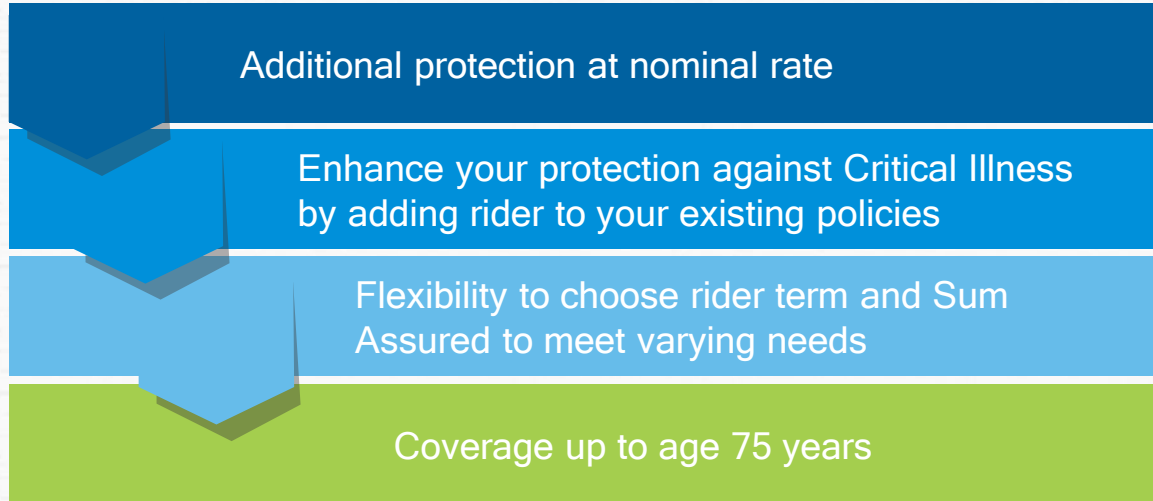 Additional protection at nominal rate
Enhance your protection against Critical Illness
by adding rider to your existing policies
Flexibility to choose rider term and Sum
Assured to meet varying needs
Coverage up to age 75 years